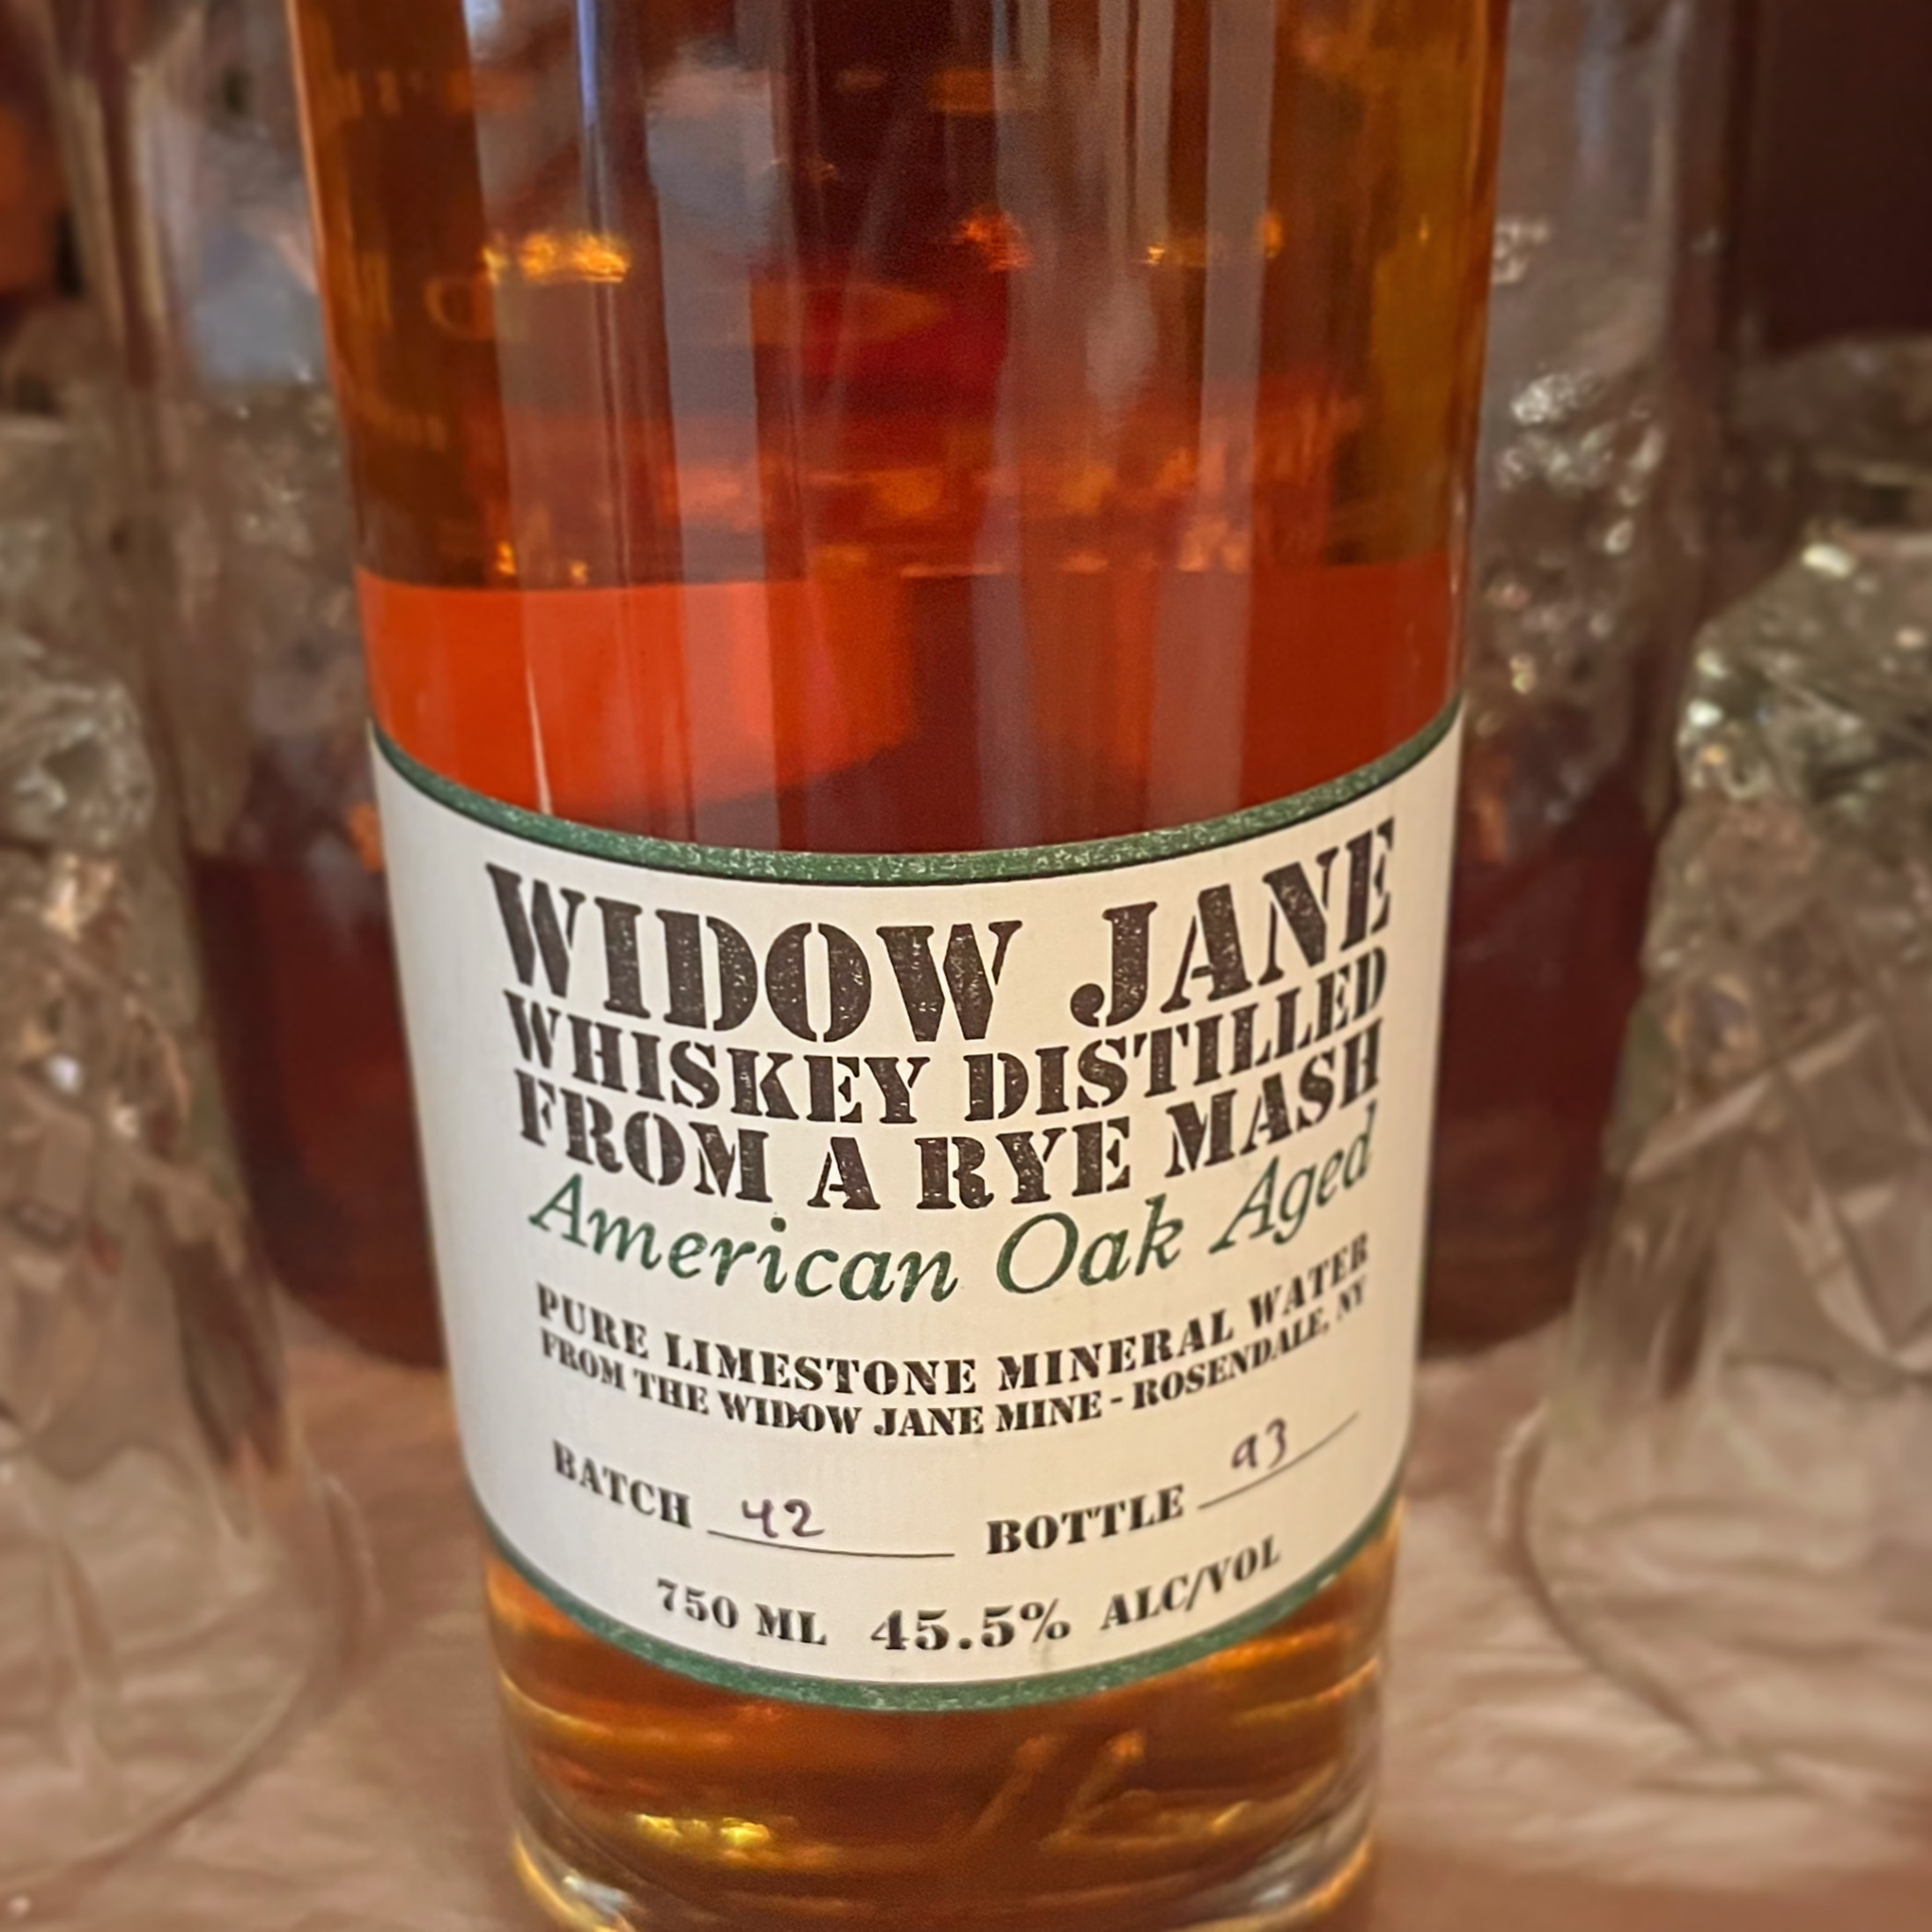 WIDOW JANE
WHISKEY DISTILLED
FROM A RYE MASH
American Oak Aged
PURE LIMESTONE MINERAL WATER
FROM THE WIDOW JANE MINE - ROSENDALE, NY
BATCH 42 BOTTLE 93
750 ML 45.5% ALC/VOL